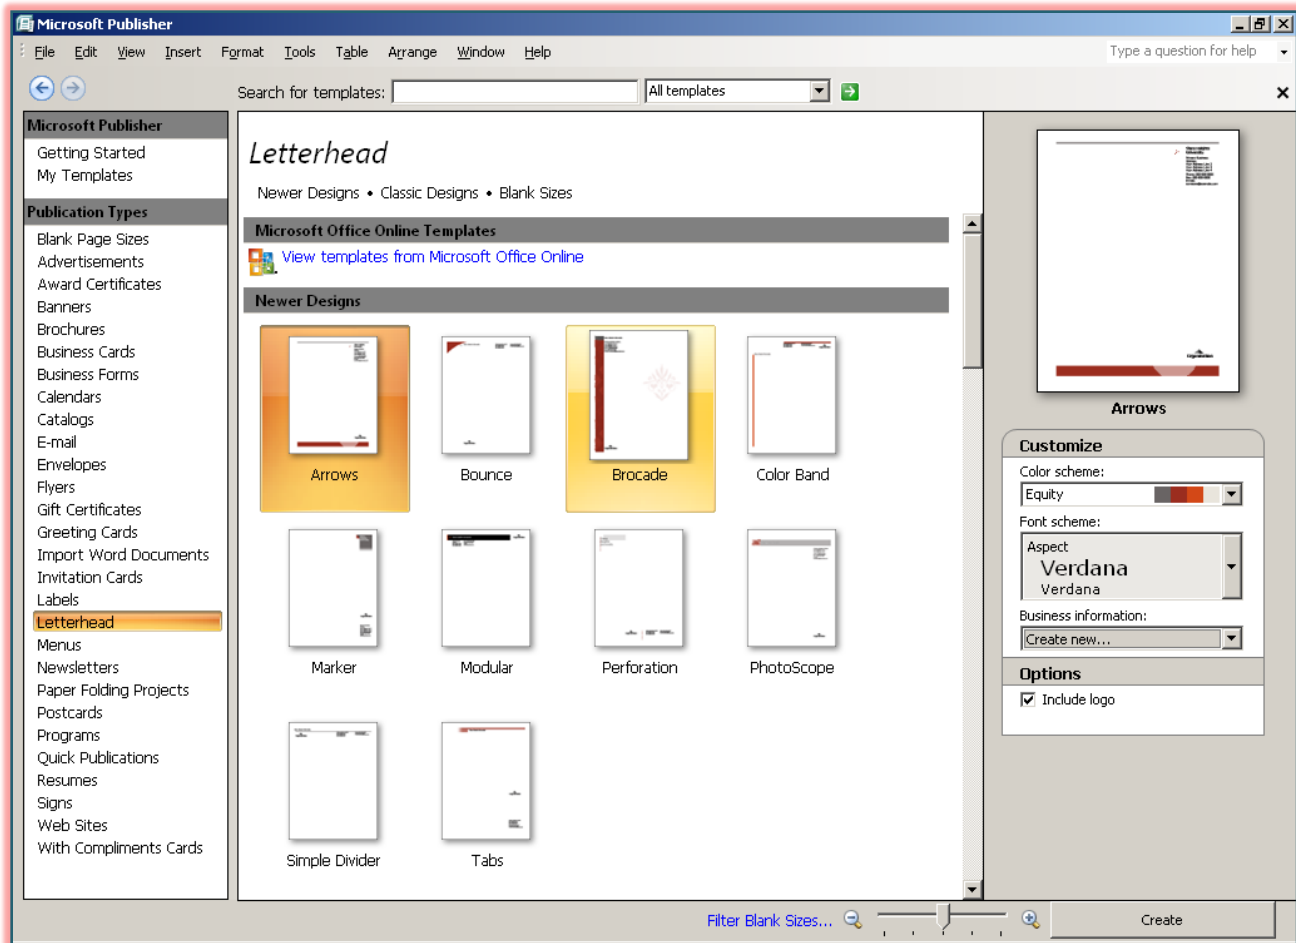 Microsoft Publisher
File Edit View Insert Format Tools Table Arrange Window Help
Type a question for help
Search for templates:
All templates
Microsoft Publisher
Getting Started
My Templates
Publication Types
Blank Page Sizes
Advertisements
Award Certificates
Banners
Brochures
Business Cards
Business Forms
Calendars
Catalogs
E-mail
Envelopes
Flyers
Gift Certificates
Greeting Cards
Import Word Documents
Invitation Cards
Labels
Letterhead
Menus
Newsletters
Paper Folding Projects
Postcards
Programs
Quick Publications
Resumes
Signs
Web Sites
With Compliments Cards
Letterhead
Newer Designs • Classic Designs • Blank Sizes
Microsoft Office Online Templates
View templates from Microsoft Office Online
Newer Designs
Arrows
Bounce
Brocade
Color Band
Marker
Modular
Perforation
PhotoScope
Simple Divider
Tabs
Organization
Arrows
Customize
Color scheme:
Equity
Font scheme:
Aspect
Verdana
Verdana
Business information:
Create new...
Options
Include logo
Filter Blank Sizes...
Create